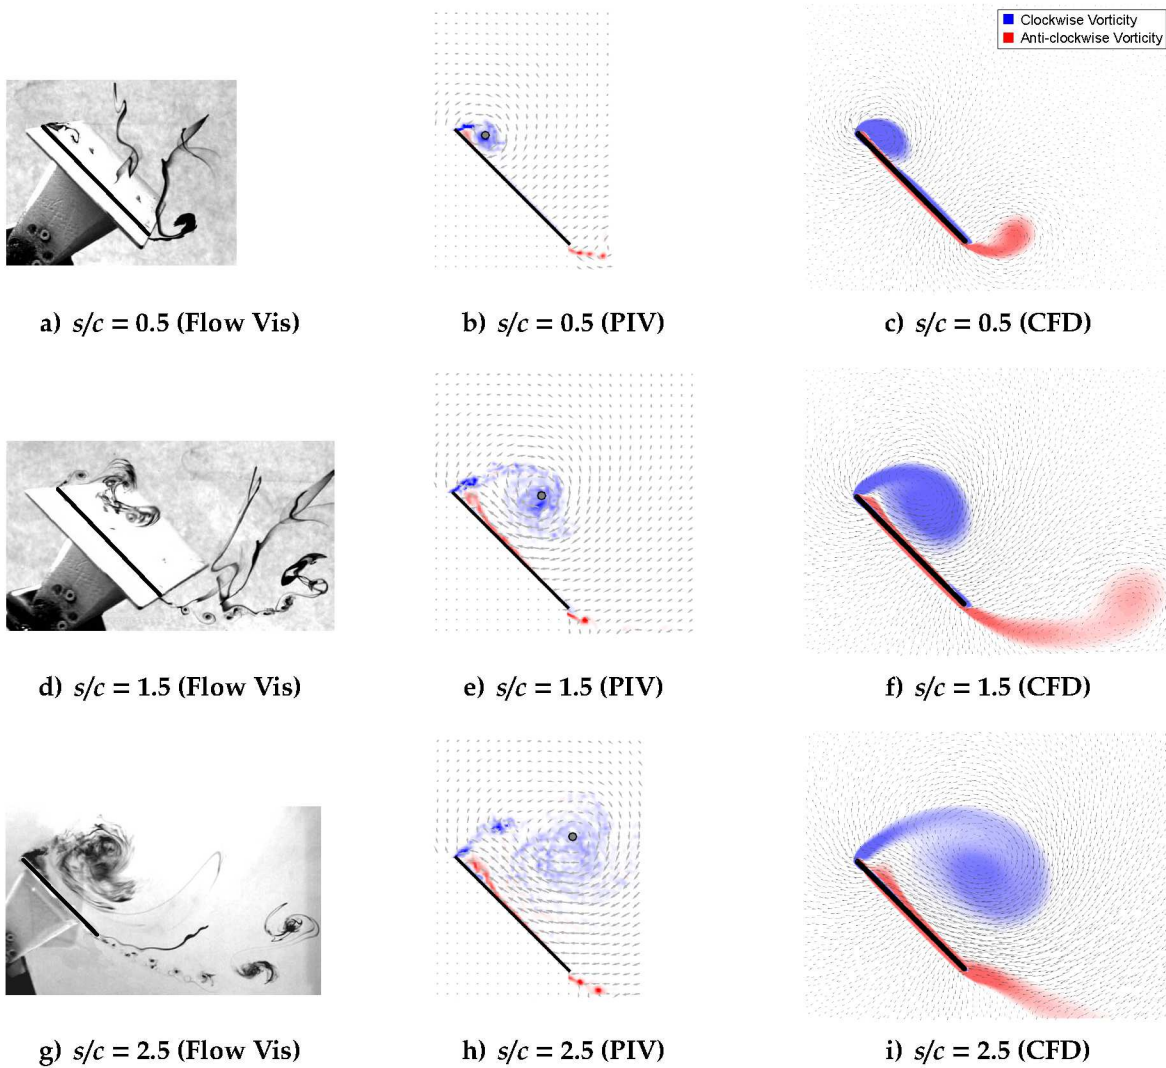 Clockwise Vorticity
Anti-clockwise Vorticity
a) s/c = 0.5 (Flow Vis)
b) s/c = 0.5 (PIV)
c) s/c = 0.5 (CFD)
d) s/c = 1.5 (Flow Vis)
e) s/c = 1.5 (PIV)
f) s/c = 1.5 (CFD)
g) s/c = 2.5 (Flow Vis)
h) s/c = 2.5 (PIV)
i) s/c = 2.5 (CFD)